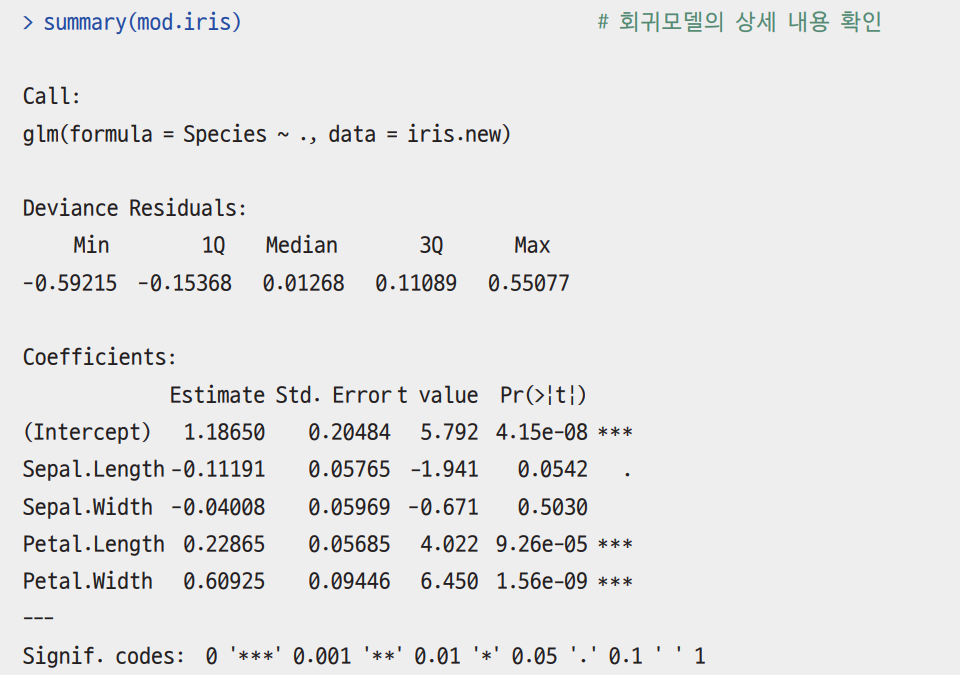 > summary(mod.iris) # 회귀모델의 상세 내용 확인
Call:
glm(formula = Species ~ ., data = iris.new)
Deviance Residuals:
Min 1Q Median 3Q Max
-0.59215 -0.15368 0.01268 0.11089 0.55077
Coefficients:
Estimate Std. Error t value Pr(>¦t¦)
(Intercept) 1.18650 0.20484 5.792 4.15e-08 ***
Sepal.Length -0.11191 0.05765 -1.941 0.0542 .
Sepal.Width -0.04008 0.05969 -0.671 0.5030
Petal.Length 0.22865 0.05685 4.022 9.26e-05 ***
Petal.Width 0.60925 0.09446 6.450 1.56e-09 ***
---
Signif. codes: 0 '***' 0.001 '**' 0.01 '*' 0.05 '.' 0.1 ' ' 1